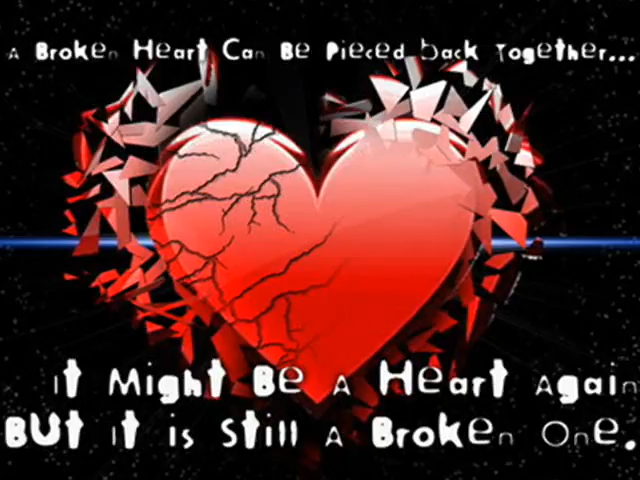 A Broken Heart Can Be Pieced back Together...
it Might Be A Heart Again
BUt it is Still A Broken One.